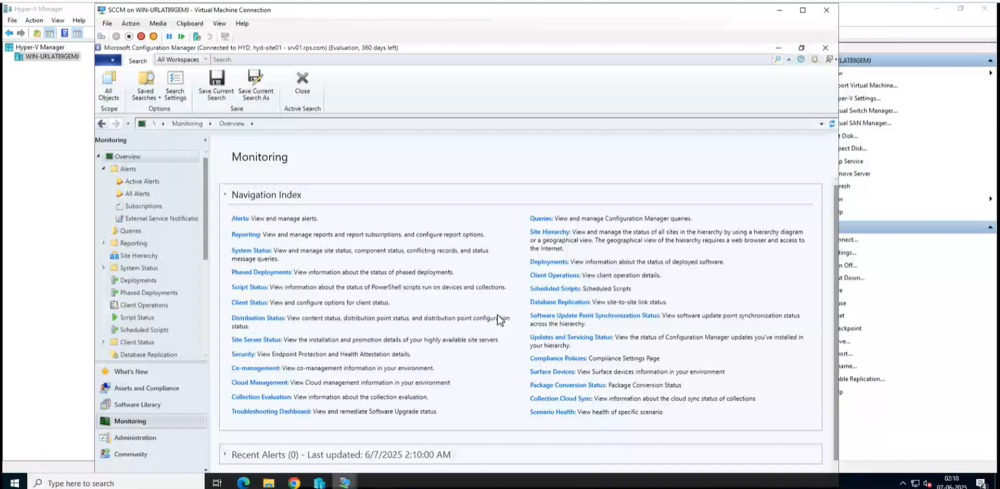 Hyper-V Manager
File Action View Help
Hyper-V Manager
WIN-URLAT89GEMJ
SCCM on WIN-URLAT89GEMJ - Virtual Machine Connection
File Action Media Clipboard View Help
Microsoft Configuration Manager (Connected to HYD, hyd-site01 - srv01.rps.com) (Evaluation, 360 days left)
Search All Workspaces Search
All Objects
Saved Searches
Search Settings
Save Current Search
Save Current Search As
Close
Scope Options Save Active Search
\ Monitoring Overview
Monitoring
Overview
Alerts
Active Alerts
All Alerts
Subscriptions
External Service Notificatio
Queries
Reporting
Site Hierarchy
System Status
Deployments
Phased Deployments
Client Operations
Script Status
Scheduled Scripts
Client Status
Database Replication
What's New
Assets and Compliance
Software Library
Monitoring
Administration
Community
Monitoring
Navigation Index
Alerts: View and manage alerts.
Reporting: View and manage reports and report subscriptions, and configure report options.
System Status: View and manage site status, component status, conflicting records, and status
message queries.
Phased Deployments: View information about the status of phased deployments.
Script Status: View information about the status of PowerShell scripts run on devices and collections.
Client Status: View and configure options for client status.
Distribution Status: View content status, distribution point status, and distribution point configuration
status.
Site Server Status: View the installation and promotion details of your highly available site servers
Security: View Endpoint Protection and Health Attestation details.
Co-management: View co-management information in your environment.
Cloud Management: View Cloud management information in your environment
Collection Evaluation: View information about the collection evaluation.
Troubleshooting Dashboard: View and remediate Software Upgrade status
Queries: View and manage Configuration Manager queries.
Site Hierarchy: View and manage the status of all sites in the hierarchy by using a hierarchy diagram
or a geographical view. The geographical view of the hierarchy requires a web browser and access to
the Internet.
Deployments: View information about the status of deployed software.
Client Operations: View client operation details.
Scheduled Scripts: Scheduled Scripts
Database Replication: View site-to-site link status.
Software Update Point Synchronization Status: View software update point synchronization status
across the hierarchy.
Updates and Servicing Status: View the status of Configuration Manager updates you've installed in
your hierarchy.
Compliance Policies: Compliance Settings Page
Surface Devices: View Surface devices information in your environment
Package Conversion Status: Package Conversion Status
Collection Cloud Sync: View information about the cloud sync status of collections
Scenario Health: View health of specific scenario
Recent Alerts (0) - Last updated: 6/7/2025 2:10:00 AM
LAT89GEMJ
w
port Virtual Machine...
per-V Settings...
ual Switch Manager...
ual SAN Manager...
t Disk...
pect Disk...
p Service
move Server
resh
w
lp
nnect...
tings...
n Off...
t Down...
e
use
et
eckpoint
ve...
ort...
name...
ble Replication...
lp
Type here to search
02:10
07-06-2025
4